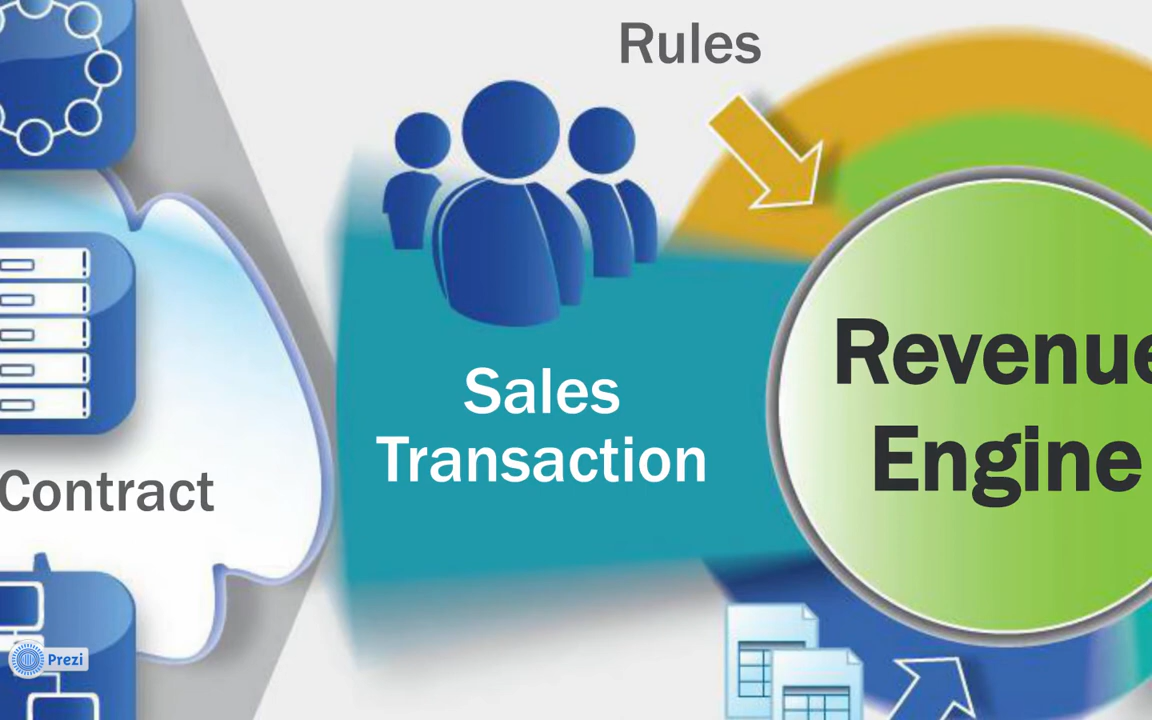 Rules
Sales
Transaction
Revenue
Engine
Contract
Prezi